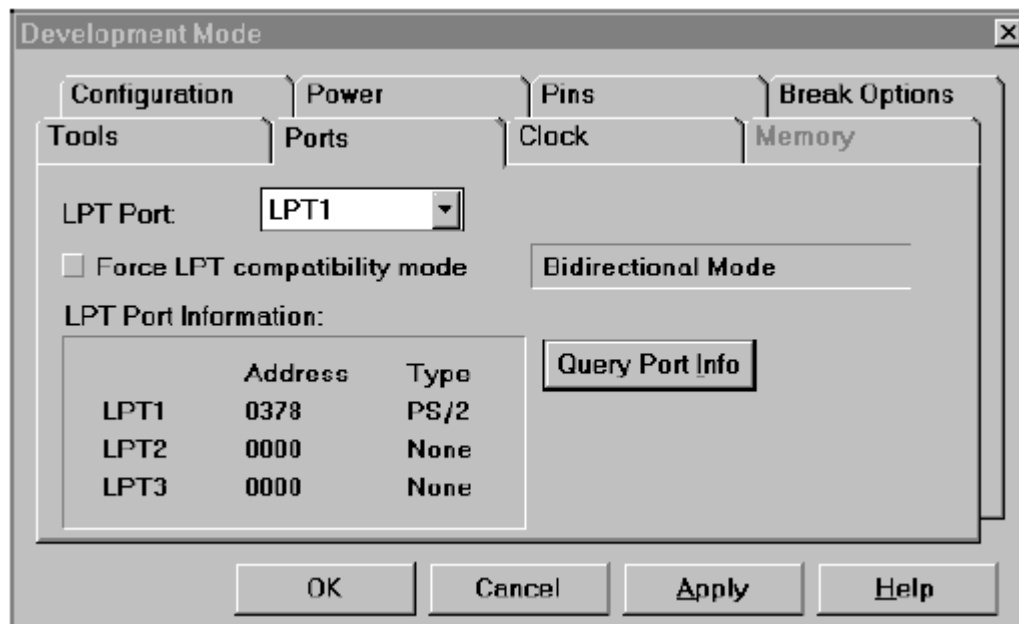 Development Mode
Configuration Power Pins Break Options
Tools Ports Clock Memory
LPT Port: LPT1
Force LPT compatibility mode Bidirectional Mode
LPT Port Information:
Query Port Info
Address Type
LPT1 0378 PS/2
LPT2 0000 None
LPT3 0000 None
OK Cancel Apply Help